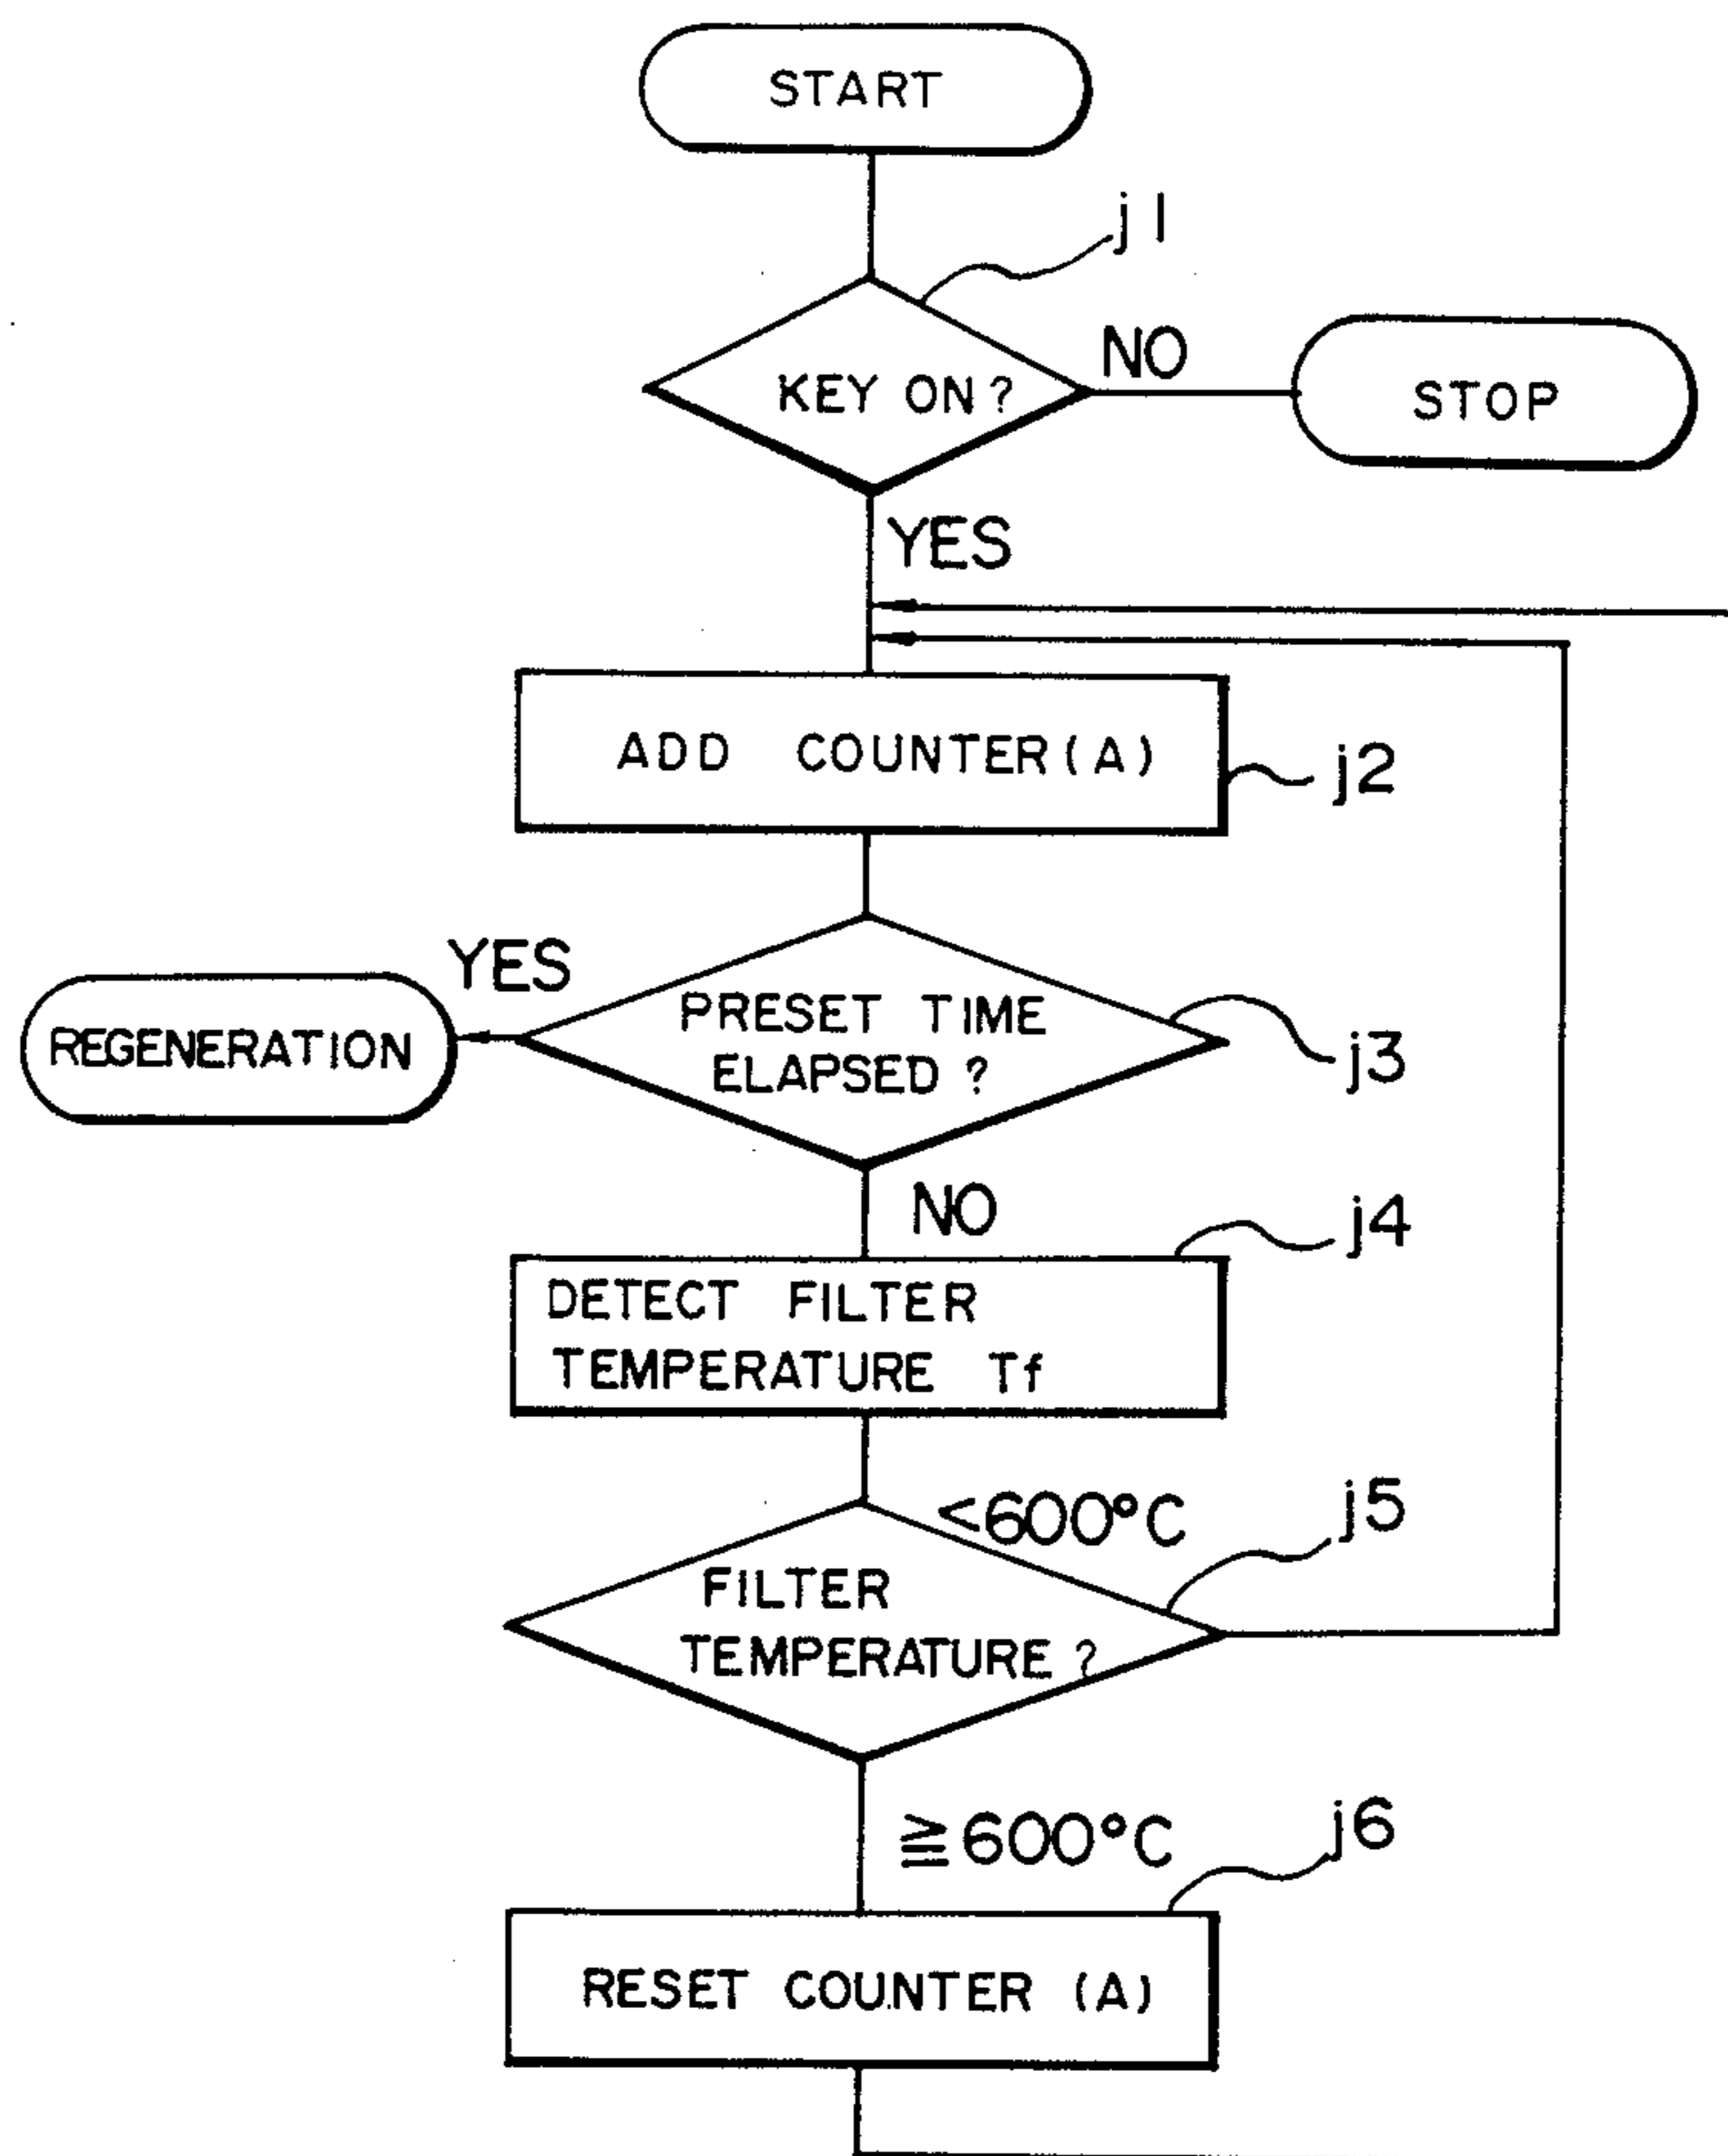 START
j1
KEY ON?
NO
STOP
YES
ADD COUNTER(A)
j2
YES
REGENERATION
PRESET TIME
ELAPSED ?
j3
NO
j4
DETECT FILTER
TEMPERATURE Tf
<600°C
j5
FILTER
TEMPERATURE ?
≧600°C
j6
RESET COUNTER (A)